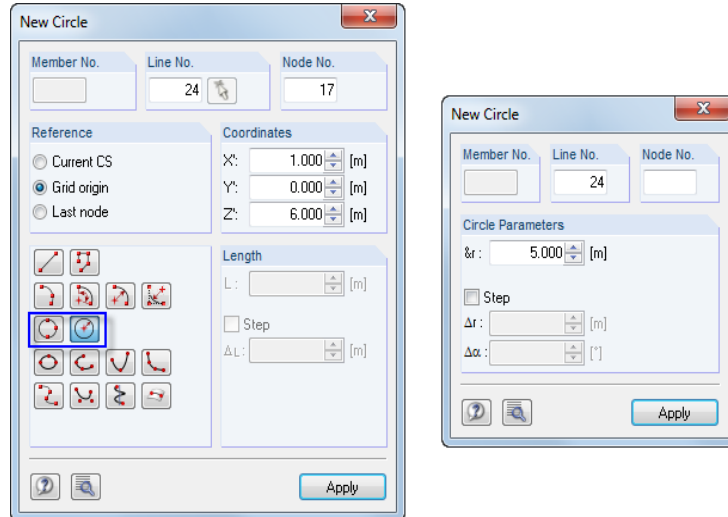 New Circle
Member No. Line No. Node No.
24 17
Reference
Current CS
Grid origin
Last node
Coordinates
X': 1.000 [m]
Y': 0.000 [m]
Z': 6.000 [m]
Length
L : [m]
Step
ΔL: [m]
Apply
New Circle
Member No. Line No. Node No.
24
Circle Parameters
&r : 5.000 [m]
Step
Δr : [m]
Δα : [°]
Apply